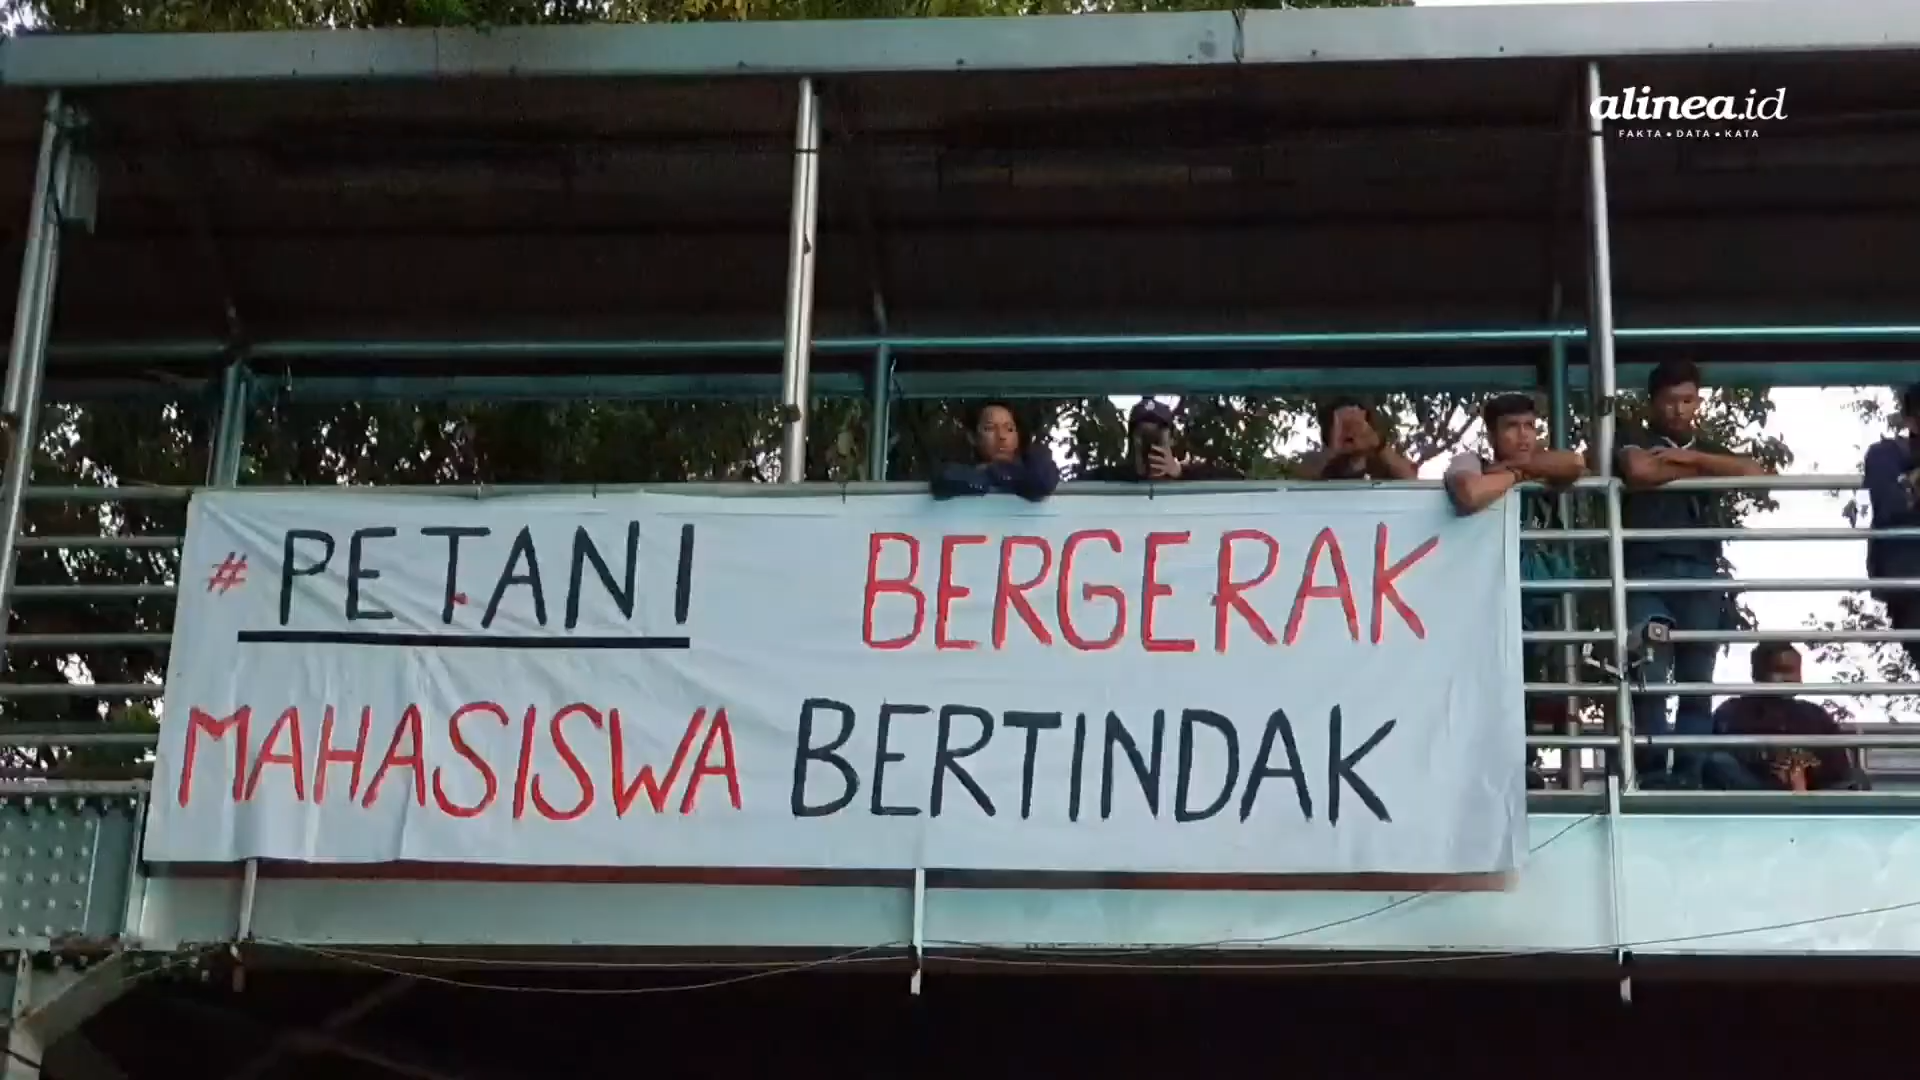 alinea.id
FAKTA • DATA • KATA
# PETANI BERGERAK
MAHASISWA BERTINDAK